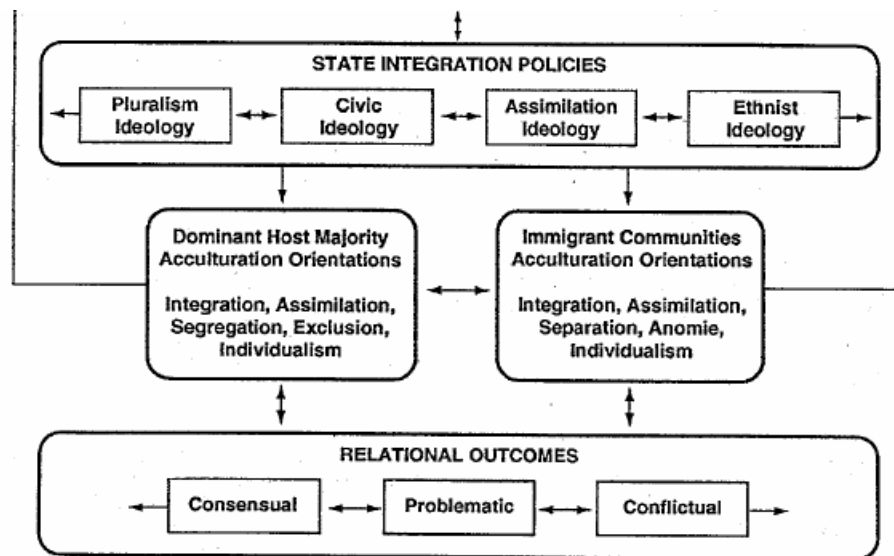 STATE INTEGRATION POLICIES
Pluralism
Ideology
Civic
Ideology
Assimilation
Ideology
Ethnist
Ideology
Dominant Host Majority
Acculturation Orientations
Integration, Assimilation,
Segregation, Exclusion,
Individualism
Immigrant Communities
Acculturation Orientations
Integration, Assimilation,
Separation, Anomie,
Individualism
RELATIONAL OUTCOMES
Consensual
Problematic
Conflictual